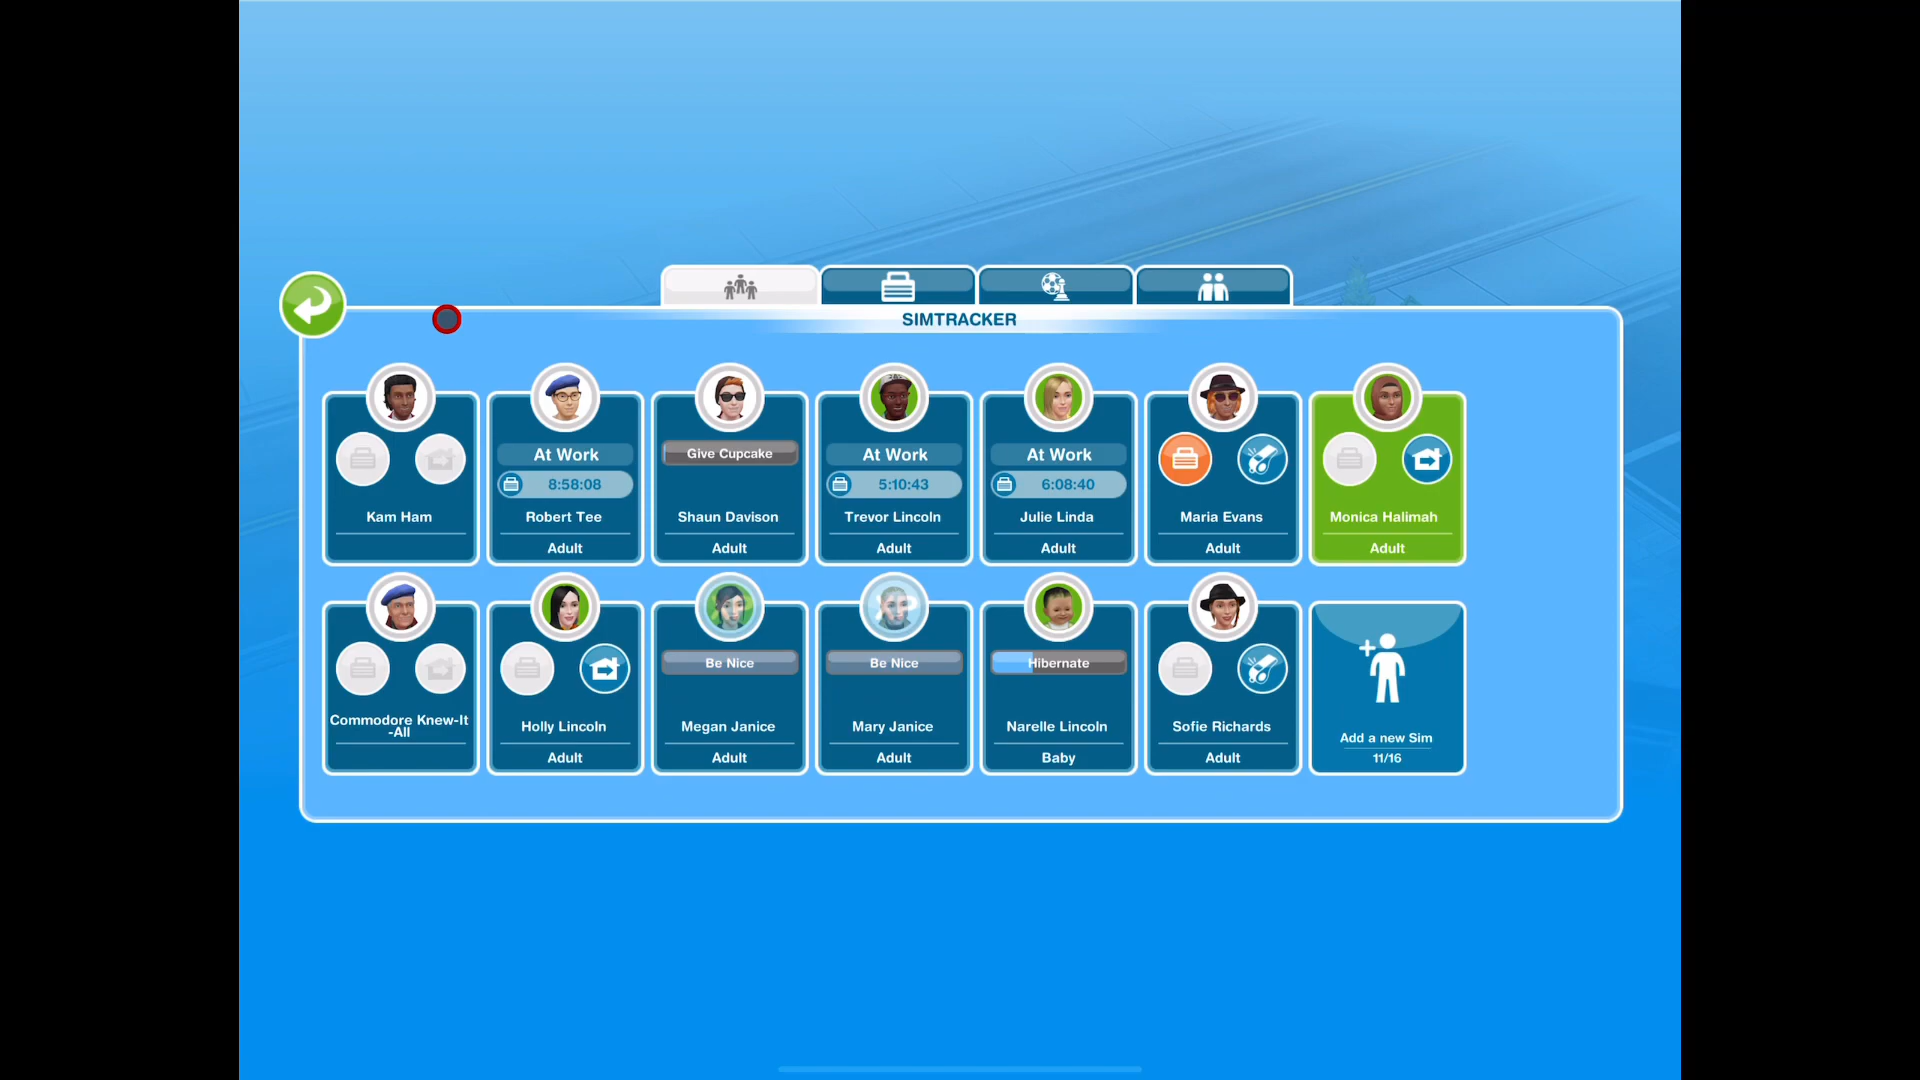 SIMTRACKER
Kam Ham
At Work
8:58:08
Robert Tee
Adult
Give Cupcake
Shaun Davison
Adult
At Work
5:10:43
Trevor Lincoln
Adult
At Work
6:08:40
Julie Linda
Adult
Maria Evans
Adult
Monica Halimah
Adult
Commodore Knew-It
-All
Holly Lincoln
Adult
Be Nice
Megan Janice
Adult
Be Nice
Mary Janice
Adult
Hibernate
Narelle Lincoln
Baby
Sofie Richards
Adult
Add a new Sim
11/16